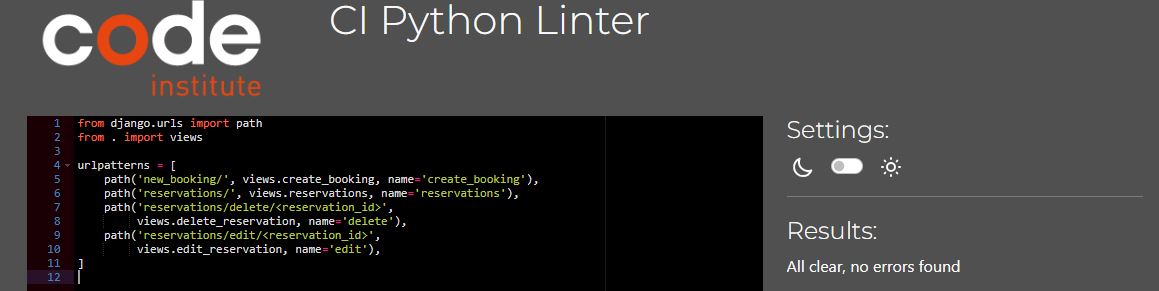 code
institute
CI Python Linter
1 from django.urls import path
2 from . import views
3
4 urlpatterns = [
5     path('new_booking/', views.create_booking, name='create_booking'),
6     path('reservations/', views.reservations, name='reservations'),
7     path('reservations/delete/<reservation_id>',
8          views.delete_reservation, name='delete'),
9     path('reservations/edit/<reservation_id>',
10          views.edit_reservation, name='edit'),
11 ]
12
Settings:
Results:
All clear, no errors found